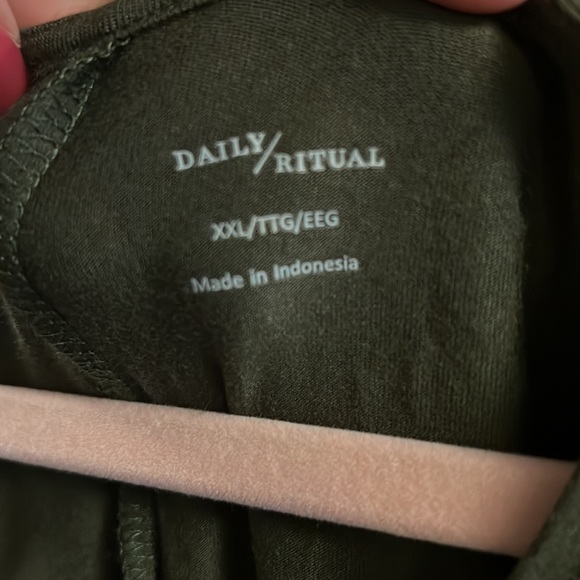 DAILY/RITUAL
XXL/TTG/EEG
Made in Indonesia